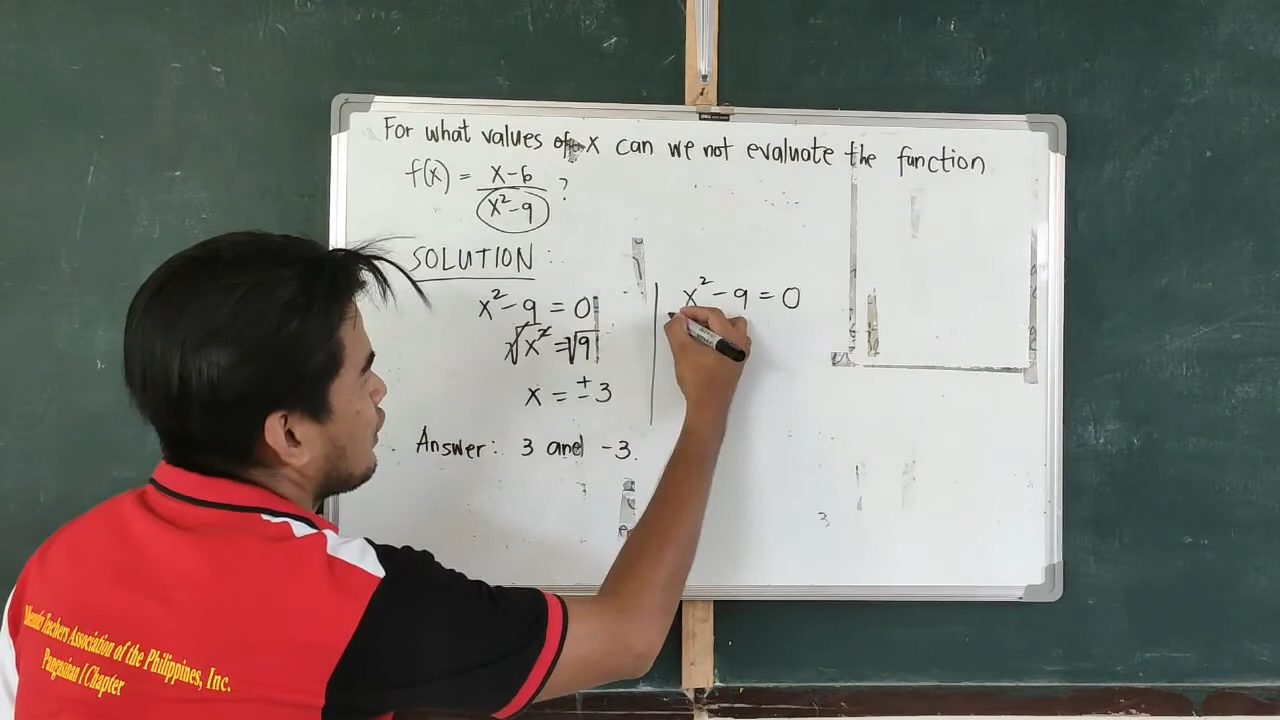 For what values of x can we not evaluate the function
f(x) = x-6 / x²-9 ?
SOLUTION :
x²-9 = 0
√x² = √9
x = ±3
Answer: 3 and -3.
x²-9 = 0
3
Teachers Association of the Philippines, Inc.
Pangasinan I Chapter